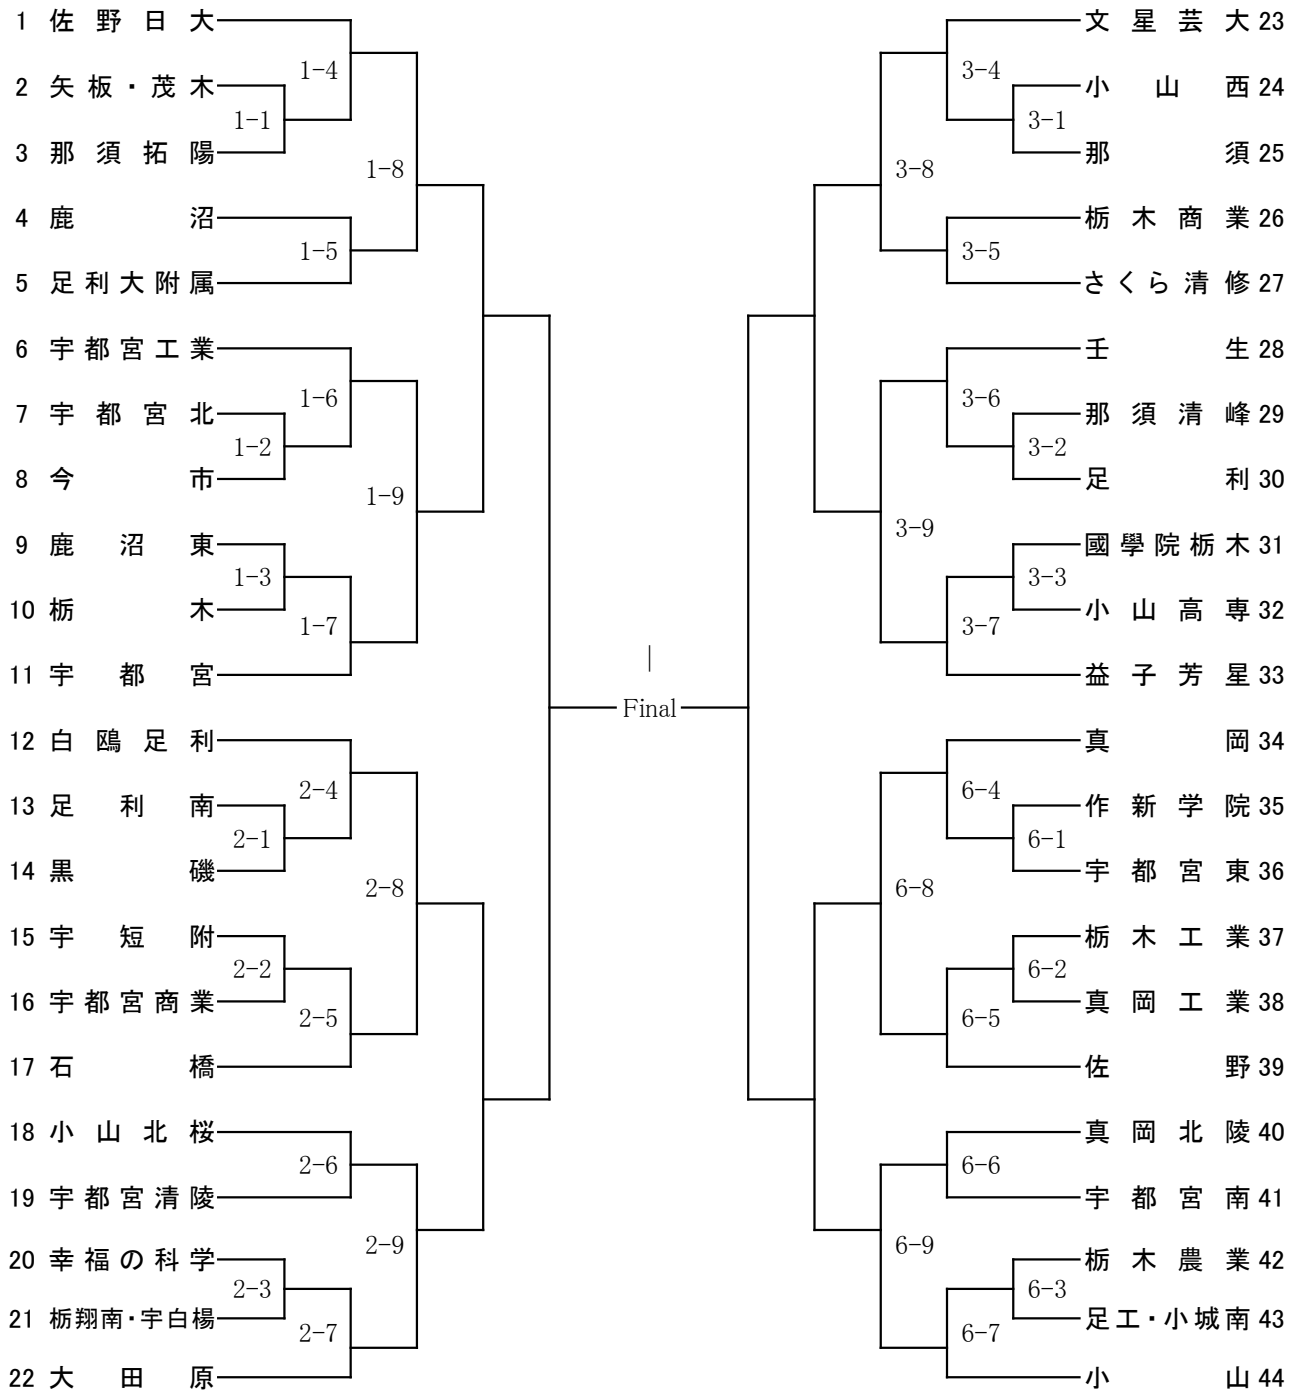 1 佐野日大
1-4
2 矢板・茂木
1-1
3 那須拓陽
1-8
4 鹿沼
1-5
5 足利大附属
6 宇都宮工業
1-6
7 宇都宮北
1-2
8 今市
1-9
9 鹿沼東
1-3
10 栃木
1-7
11 宇都宮
12 白鴎足利
2-4
13 足利南
2-1
14 黒磯
2-8
15 宇短附
2-2
16 宇都宮商業
2-5
17 石橋
18 小山北桜
2-6
19 宇都宮清陵
2-9
20 幸福の科学
2-3
21 栃翔南・宇白楊
2-7
22 大田原
|
Final
文星芸大 23
3-4
小山西 24
3-1
那須 25
3-8
栃木商業 26
3-5
さくら清修 27
壬生 28
3-6
那須清峰 29
3-2
足利 30
3-9
國學院栃木 31
3-3
小山高専 32
3-7
益子芳星 33
真岡 34
6-4
作新学院 35
6-1
宇都宮東 36
6-8
栃木工業 37
6-2
真岡工業 38
6-5
佐野 39
真岡北陵 40
6-6
宇都宮南 41
6-9
栃木農業 42
6-3
足工・小城南 43
6-7
小山 44